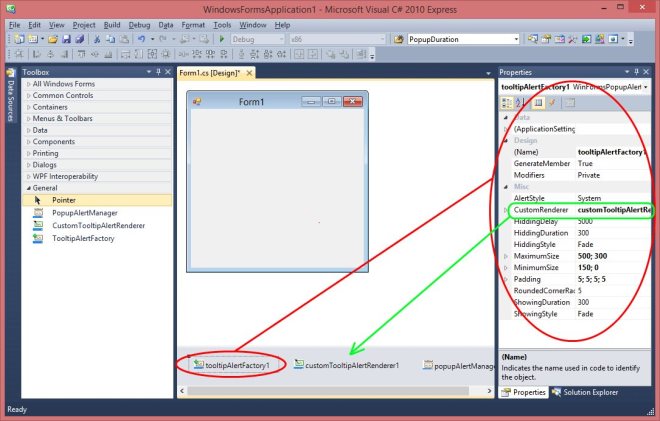 WindowsFormsApplication1 - Microsoft Visual C# 2010 Express
File Edit View Project Build Debug Data Format Tools Window Help
Debug x86 PopupDuration
Data Sources
Toolbox
All Windows Forms
Common Controls
Containers
Menus & Toolbars
Data
Components
Printing
Dialogs
WPF Interoperability
General
Pointer
PopupAlertManager
CustomTooltipAlertRenderer
TooltipAlertFactory
Form1.cs [Design]*
Form1
tooltipAlertFactory1 customTooltipAlertRenderer1 popupAlertManag
Properties
tooltipAlertFactory1 WinFormsPopupAler
Data
(ApplicationSetting
Design
(Name) tooltipAlertFactory1
GenerateMember True
Modifiers Private
Misc
AlertStyle System
CustomRenderer customTooltipAlertRe
HiddingDelay 5000
HiddingDuration 300
HiddingStyle Fade
MaximumSize 500; 300
MinimumSize 150; 0
Padding 5; 5; 5; 5
RoundedCornerRa 5
ShowingDuration 300
ShowingStyle Fade
(Name)
Indicates the name used in code to identify
the object.
Properties Solution Explorer
Ready